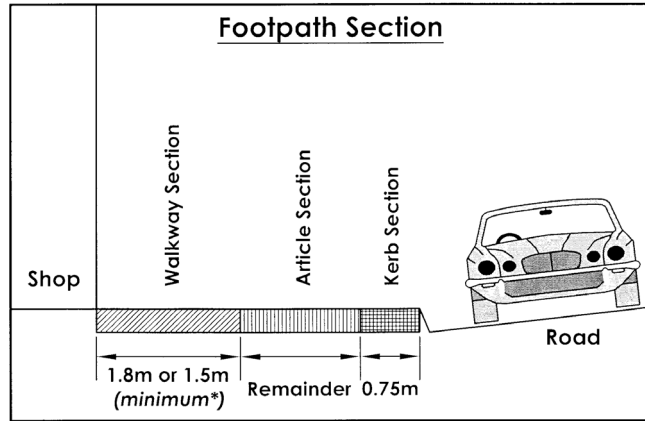 Footpath Section
Walkway Section
Article Section
Kerb Section
Shop
Road
1.8m or 1.5m
(minimum*)
Remainder
0.75m